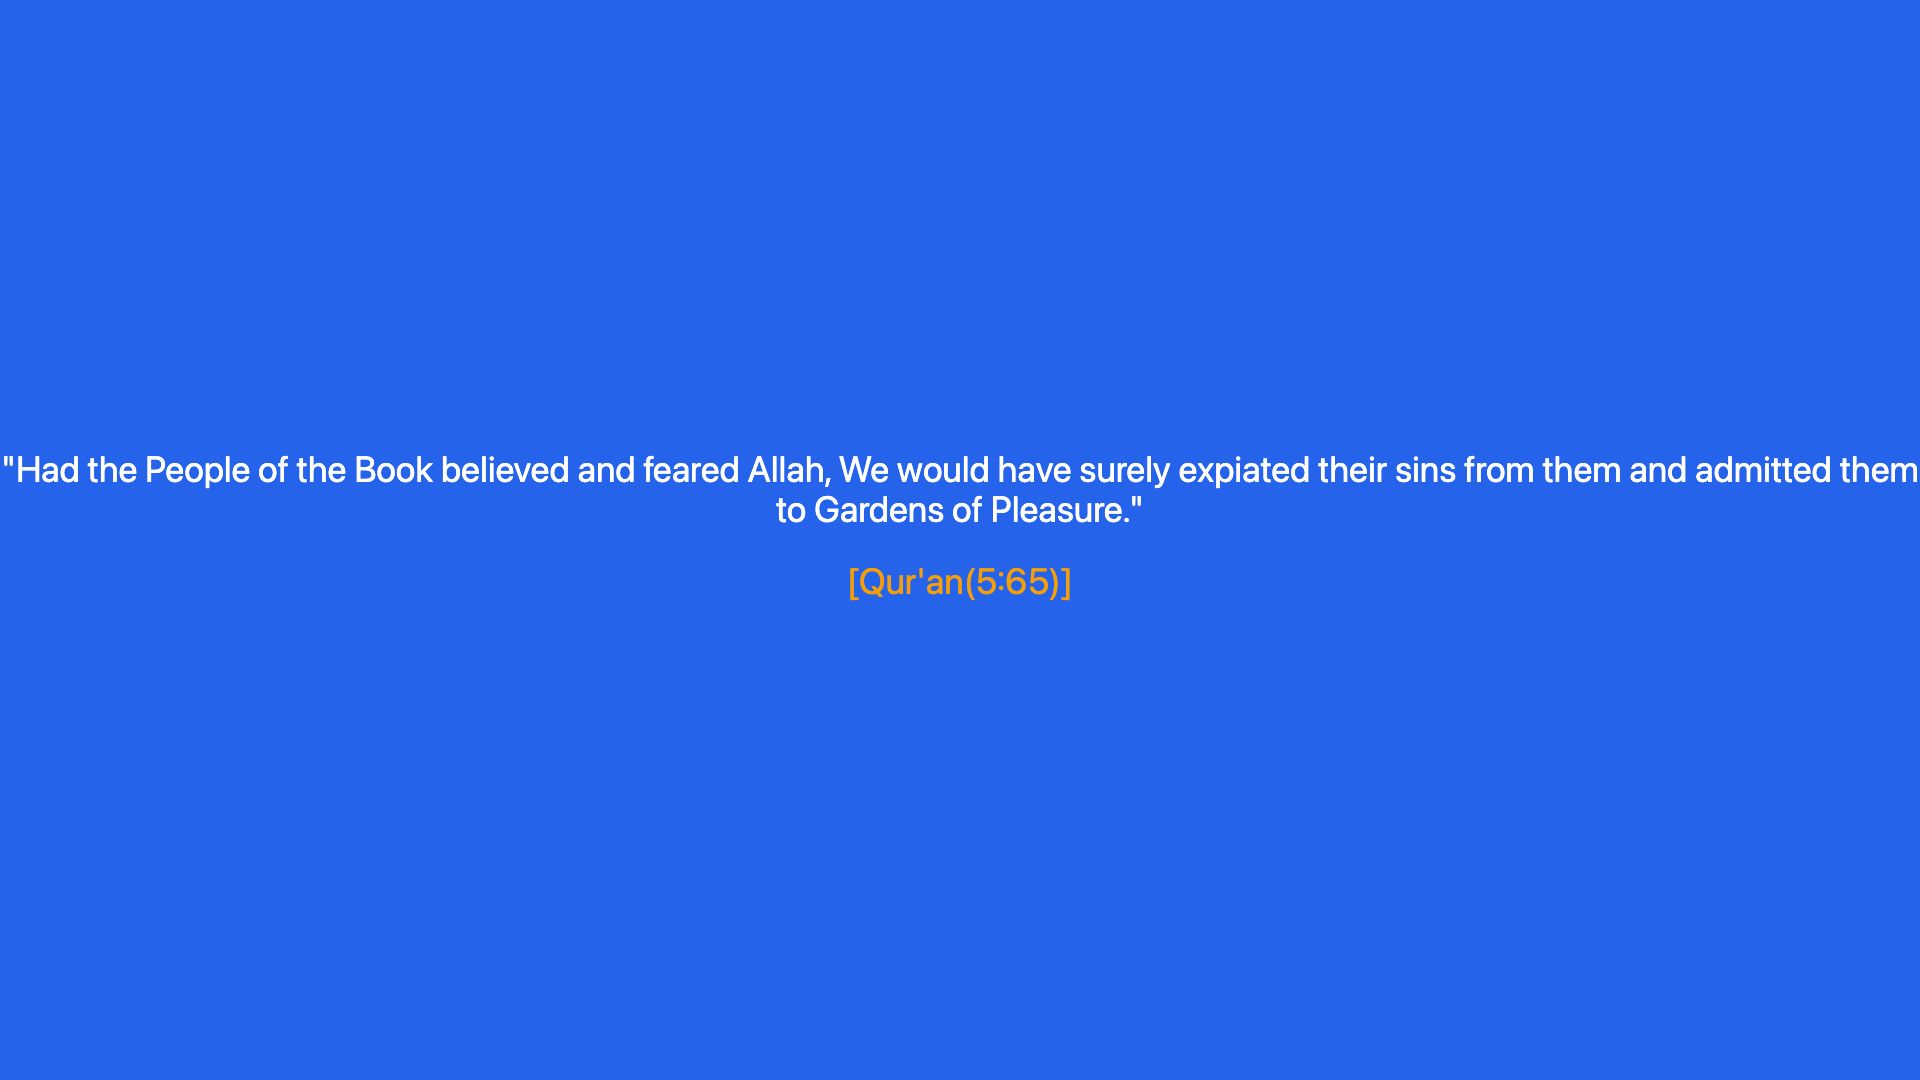 "Had the People of the Book believed and feared Allah, We would have surely expiated their sins from them and admitted them
to Gardens of Pleasure."
[Qur'an(5:65)]